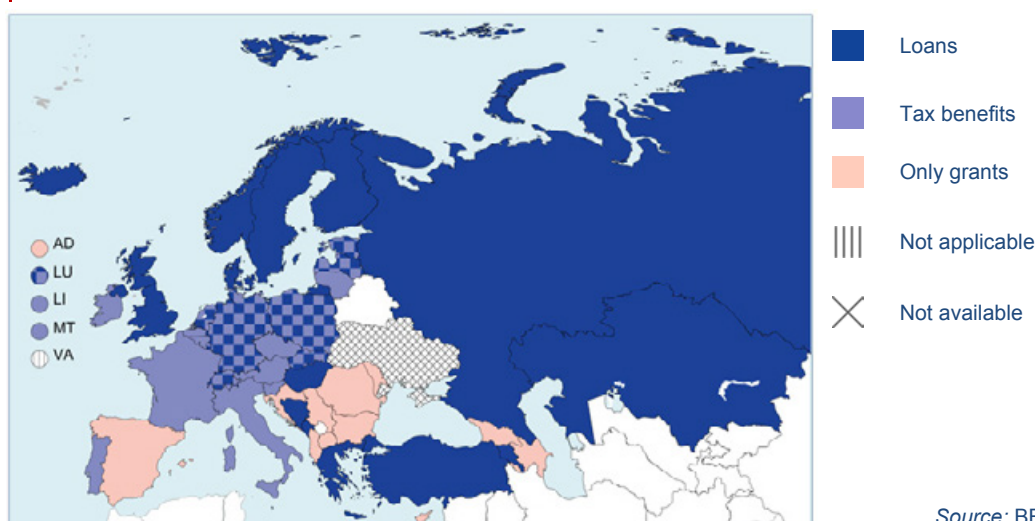 AD
LU
LI
MT
VA
Loans
Tax benefits
Only grants
Not applicable
Not available
Source: